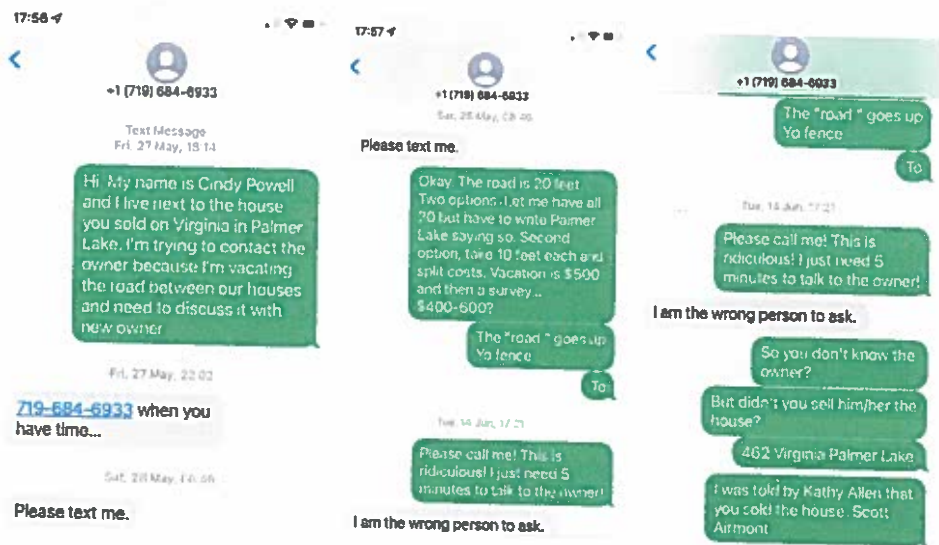 17:56
+1 (719) 684-6933
Text Message
Fri, 27 May, 18:14
Hi. My name is Cindy Powell
and I live next to the house
you sold on Virginia in Palmer
Lake. I'm trying to contact the
owner because I'm vacating
the road between our houses
and need to discuss it with
new owner
Fri, 27 May, 22:02
719-684-6933 when you
have time...
Sat, 28 May,
Please text me.
17:57
+1 (719) 684-6933
Sat, 28 May,
Please text me.
Okay. The road is 20 feet.
Two options. Let me have all
20 but have to write Palmer
Lake saying so. Second
option, take 10 feet each and
split costs. Vacation is $500
and then a survey...
$400-600?
The "road " goes up
Yo fence
To
Tue, 14 Jun, 17:21
Please call me! This is
ridiculous! I just need 5
minutes to talk to the owner!
I am the wrong person to ask.
+1 (719) 684-6933
The "road " goes up
Yo fence
To
Tue, 14 Jun, 17:21
Please call me! This is
ridiculous! I just need 5
minutes to talk to the owner!
I am the wrong person to ask.
So you don't know the
owner?
But didn't you sell him/her the
house?
462 Virginia Palmer Lake
I was told by Kathy Allen that
you sold the house. Scott
Airmont